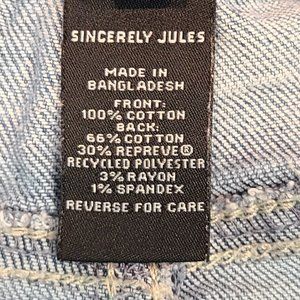 SINCERELY JULES
MADE IN
BANGLADESH
FRONT:
100% COTTON
BACK:
66% COTTON
30% REPREVE®
RECYCLED POLYESTER
3% RAYON
1% SPANDEX
REVERSE FOR CARE